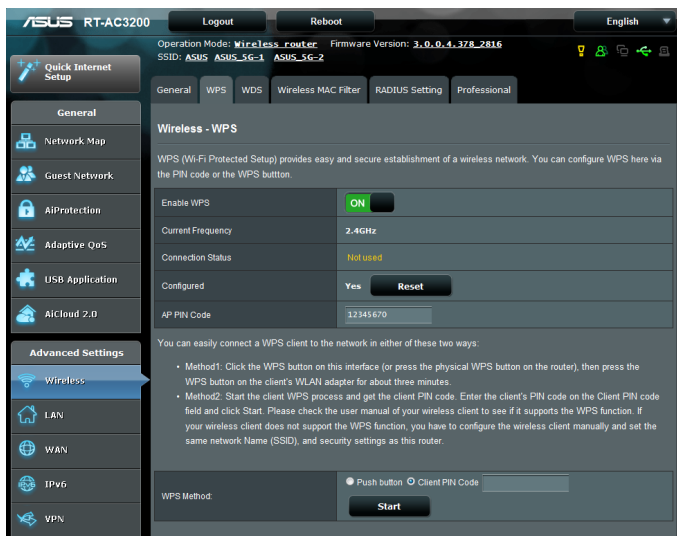 ASUS RT-AC3200 Logout Reboot English
Operation Mode: Wireless router Firmware Version: 3.0.0.4.378_2816
SSID: ASUS ASUS_5G-1 ASUS_5G-2
Quick Internet
Setup
General WPS WDS Wireless MAC Filter RADIUS Setting Professional
General
Network Map
Guest Network
AiProtection
Adaptive QoS
USB Application
AiCloud 2.0
Advanced Settings
Wireless
LAN
WAN
IPv6
IPv6
VPN
Wireless - WPS
WPS (Wi-Fi Protected Setup) provides easy and secure establishment of a wireless network. You can configure WPS here via
the PIN code or the WPS buttton.
Enable WPS ON
Current Frequency 2.4GHz
Connection Status Not used
Configured Yes Reset
AP PIN Code 12345670
You can easily connect a WPS client to the network in either of these two ways:
• Method1: Click the WPS button on this interface (or press the physical WPS button on the router), then press the
WPS button on the client's WLAN adapter for about three minutes.
• Method2: Start the client WPS process and get the client PIN code. Enter the client's PIN code on the Client PIN code
field and click Start. Please check the user manual of your wireless client to see if it supports the WPS function. If
your wireless client does not support the WPS function, you have to configure the wireless client manually and set the
same network Name (SSID), and security settings as this router.
WPS Method: Push button Client PIN Code
Start